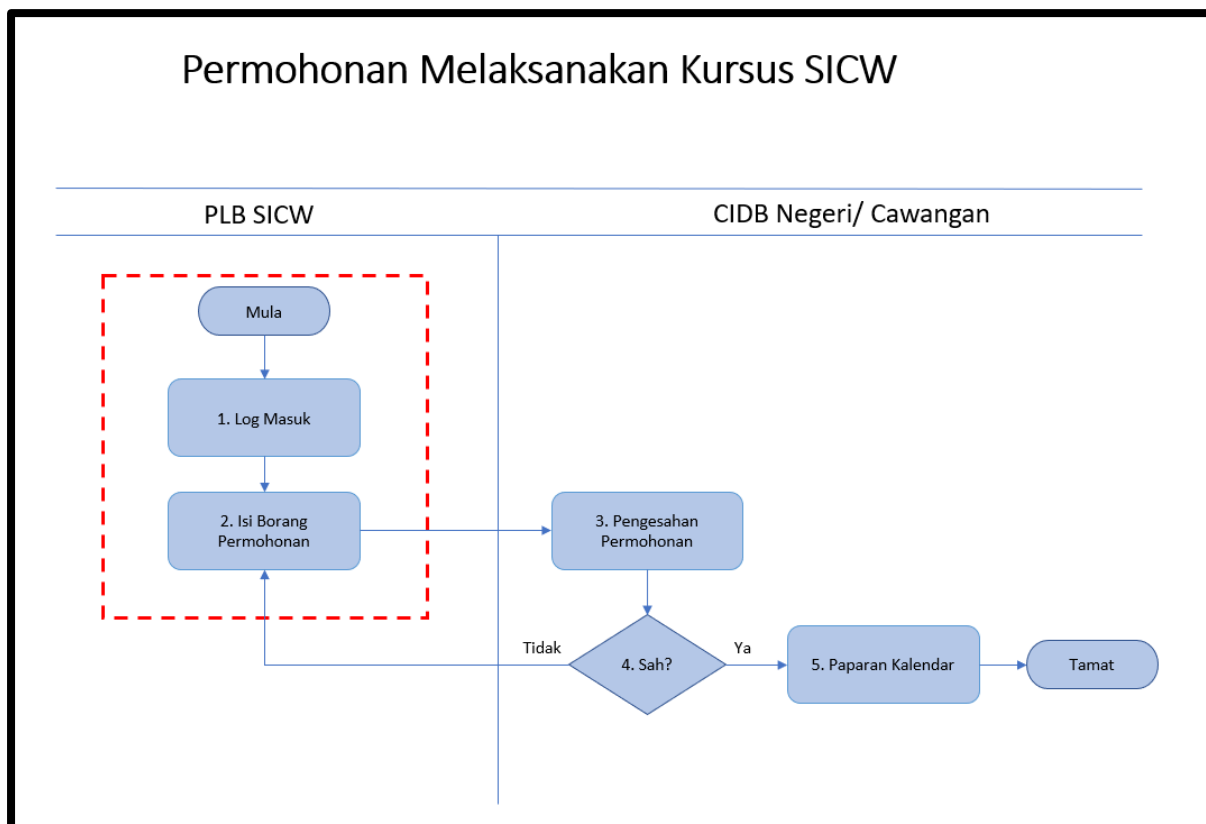 Permohonan Melaksanakan Kursus SICW
PLB SICW
CIDB Negeri/ Cawangan
Mula
1. Log Masuk
2. Isi Borang
Permohonan
3. Pengesahan
Permohonan
Tidak
4. Sah?
Ya
5. Paparan Kalendar
Tamat